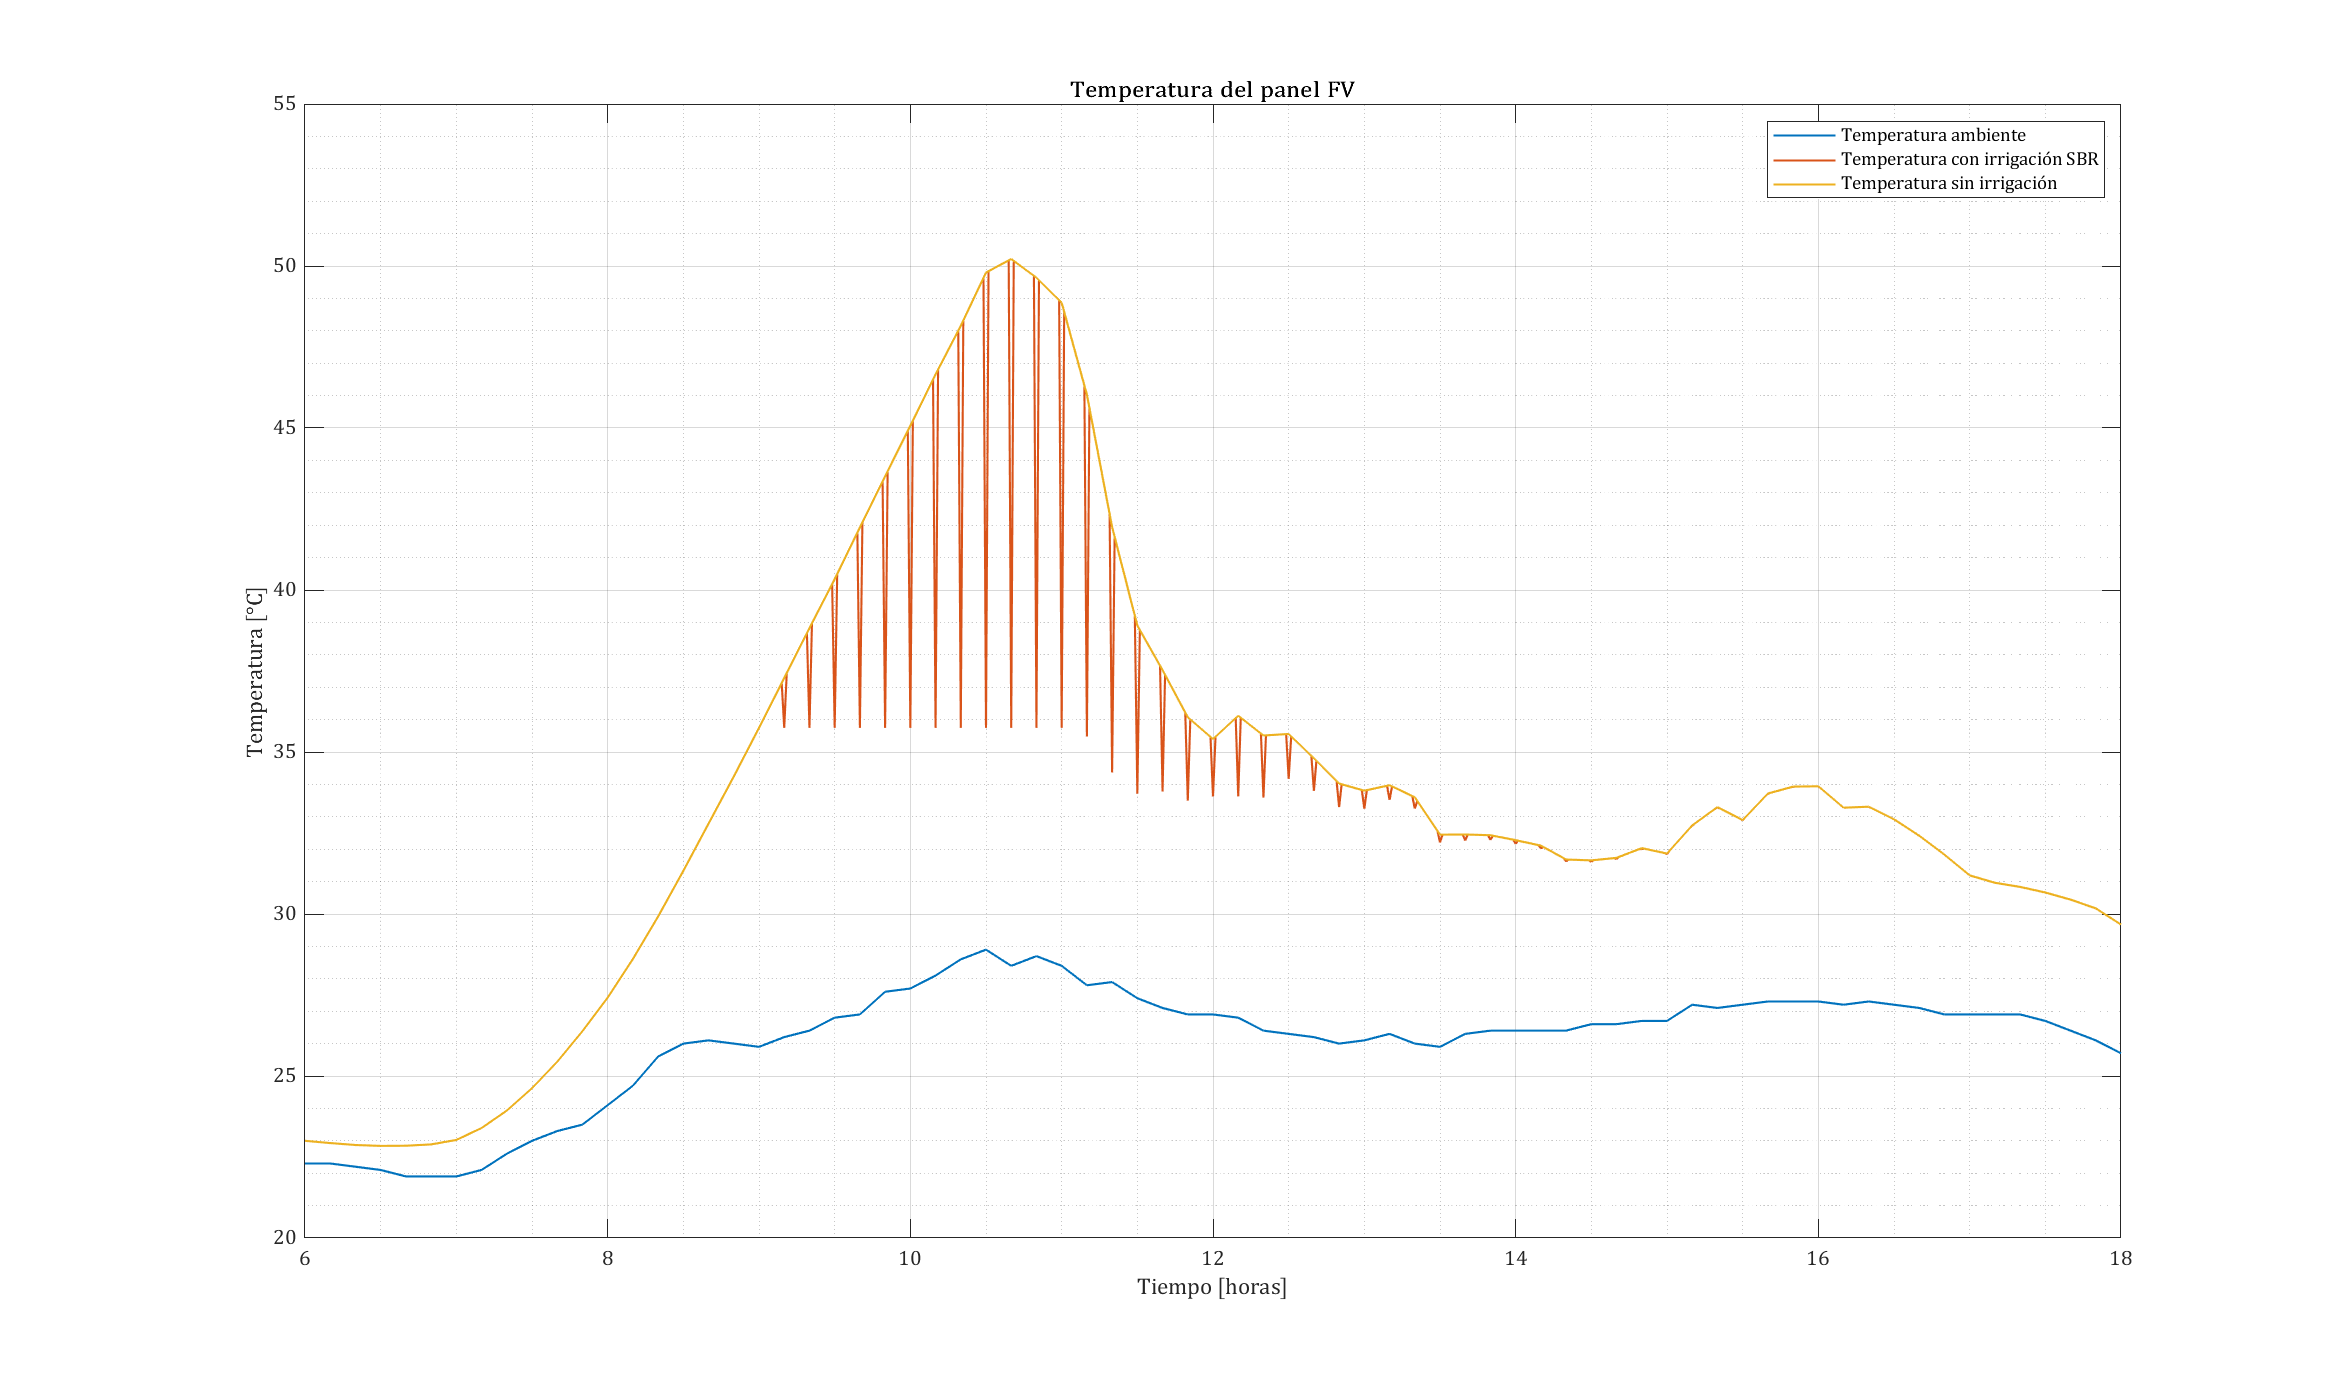 Temperatura del panel FV
Temperatura ambiente
Temperatura con irrigación SBR
Temperatura sin irrigación
Temperatura [°C]
55
50
45
40
35
30
25
20
6 8 10 12 14 16 18
Tiempo [horas]